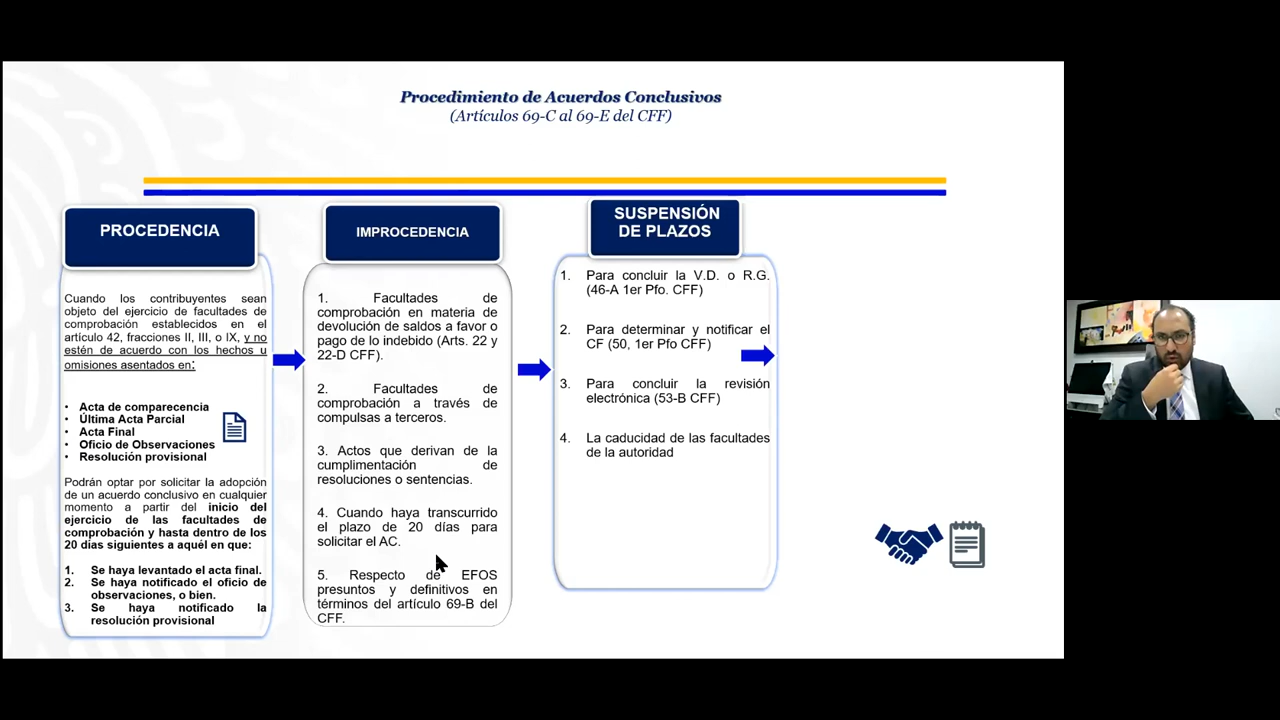 Procedimiento de Acuerdos Conclusivos
(Artículos 69-C al 69-E del CFF)
PROCEDENCIA
Cuando los contribuyentes sean
objeto del ejercicio de facultades de
comprobación establecidos en el
artículo 42, fracciones II, III, o IX, y no
estén de acuerdo con los hechos u
omisiones asentados en:
• Acta de comparecencia
• Última Acta Parcial
• Acta Final
• Oficio de Observaciones
• Resolución provisional
Podrán optar por solicitar la adopción
de un acuerdo conclusivo en cualquier
momento a partir del inicio del
ejercicio de las facultades de
comprobación y hasta dentro de los
20 días siguientes a aquél en que:
1. Se haya levantado el acta final.
2. Se haya notificado el oficio de
observaciones, o bien.
3. Se haya notificado la
resolución provisional
IMPROCEDENCIA
1. Facultades de
comprobación en materia de
devolución de saldos a favor o
pago de lo indebido (Arts. 22 y
22-D CFF).
2. Facultades de
comprobación a través de
compulsas a terceros.
3. Actos que derivan de la
cumplimentación de
resoluciones o sentencias.
4. Cuando haya transcurrido
el plazo de 20 días para
solicitar el AC.
5. Respecto de EFOS
presuntos y definitivos en
términos del artículo 69-B del
CFF.
SUSPENSIÓN
DE PLAZOS
1. Para concluir la V.D. o R.G.
(46-A 1er Pfo. CFF)
2. Para determinar y notificar el
CF (50, 1er Pfo CFF)
3. Para concluir la revisión
electrónica (53-B CFF)
4. La caducidad de las facultades
de la autoridad